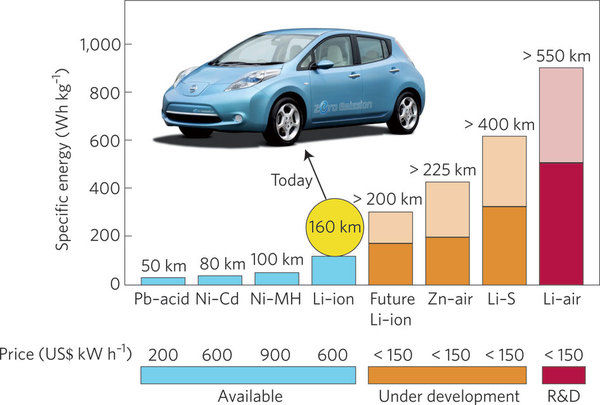 Specific energy (Wh kg⁻¹)
1,000
800
600
400
200
0
zero emission
Today
50 km
80 km
100 km
160 km
> 200 km
> 225 km
> 400 km
> 550 km
Pb–acid Ni–Cd Ni–MH Li–ion Future Li–ion Zn–air Li–S Li–air
Price (US$ kW h⁻¹) 200 600 900 600 < 150 < 150 < 150 < 150
Available Under development R&D